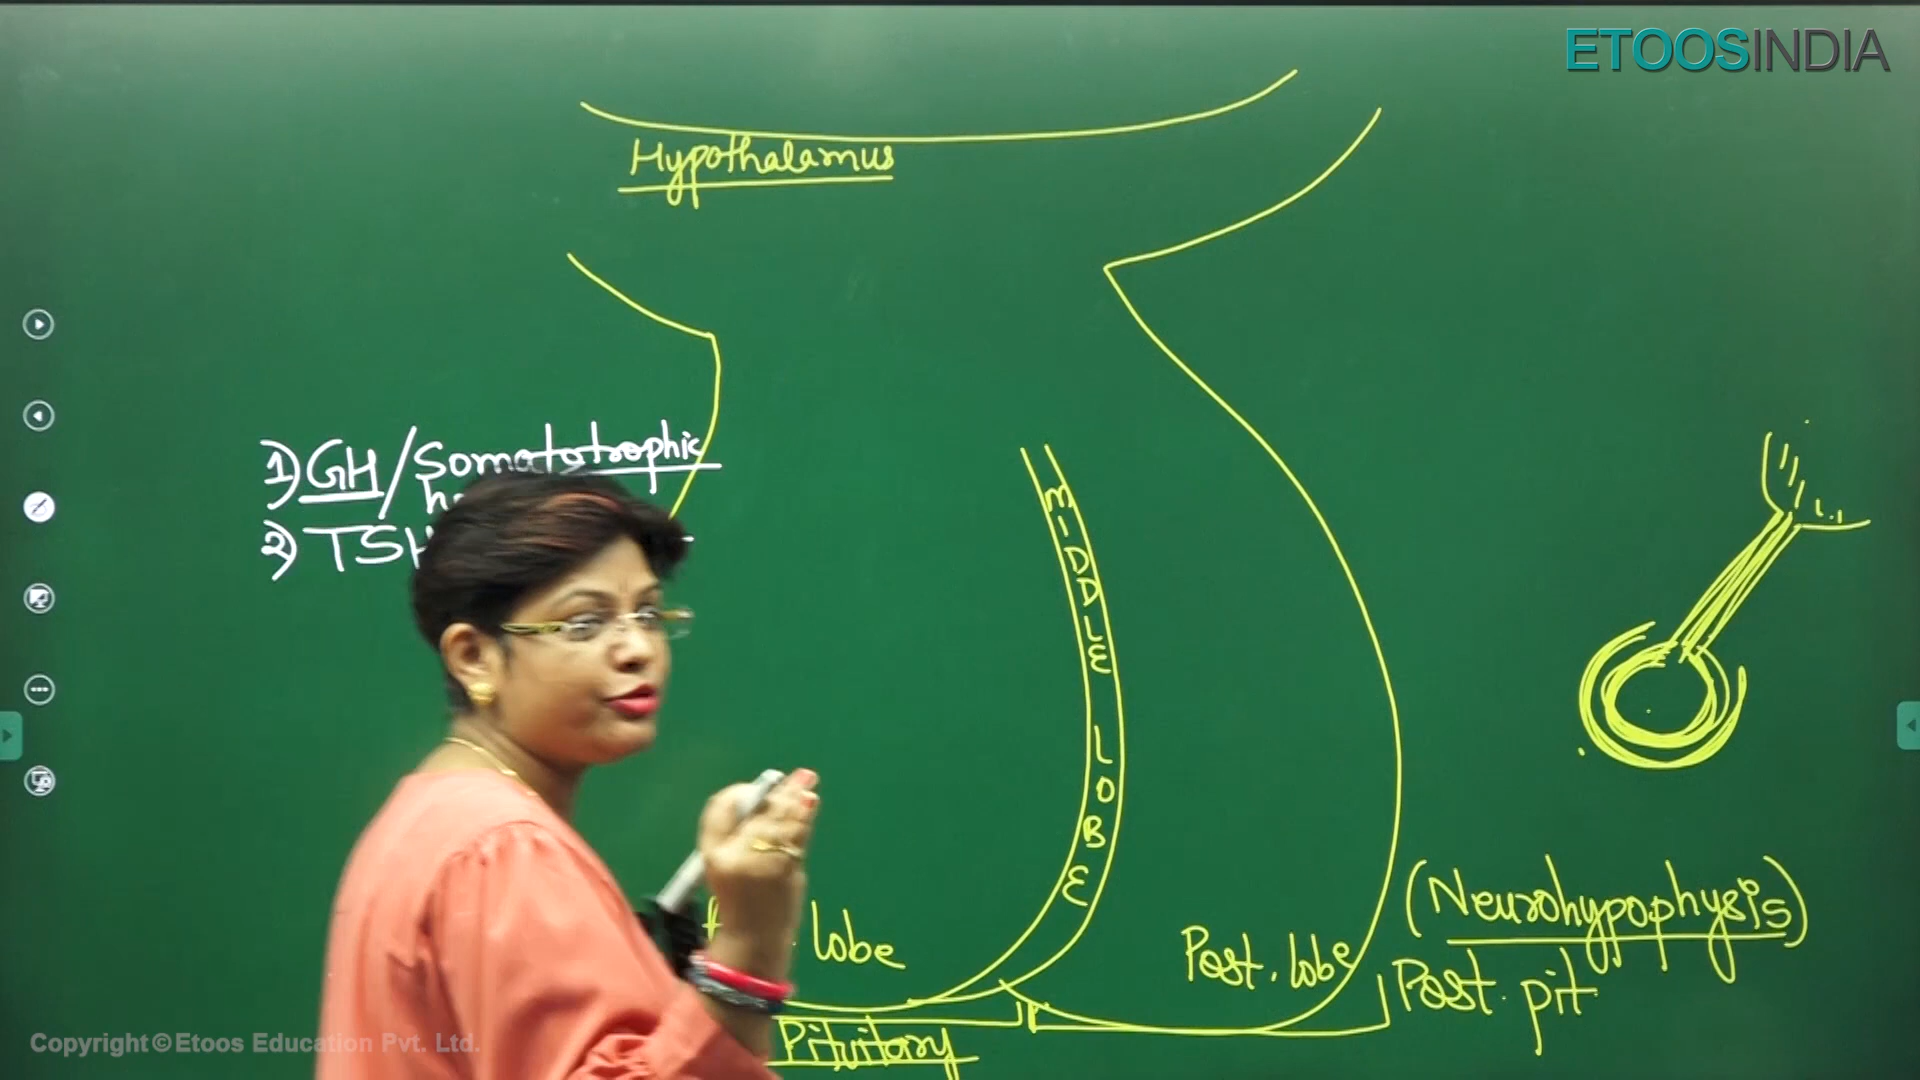 ETOOSINDIA
Hypothalamus
1) GH/Somatotrophic
2) TSH
MIDDLE LOBE
lobe
Post. lobe
(Neurohypophysis)
Post. pit
Pituitary
Copyright © Etoos Education Pvt. Ltd.